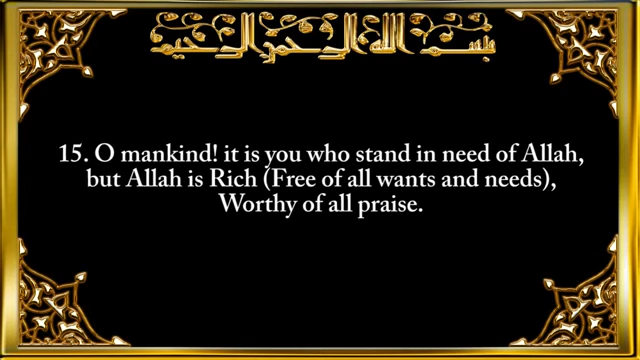 بسم الله الرحمن الرحيم
15. O mankind! it is you who stand in need of Allah,
but Allah is Rich (Free of all wants and needs),
Worthy of all praise.